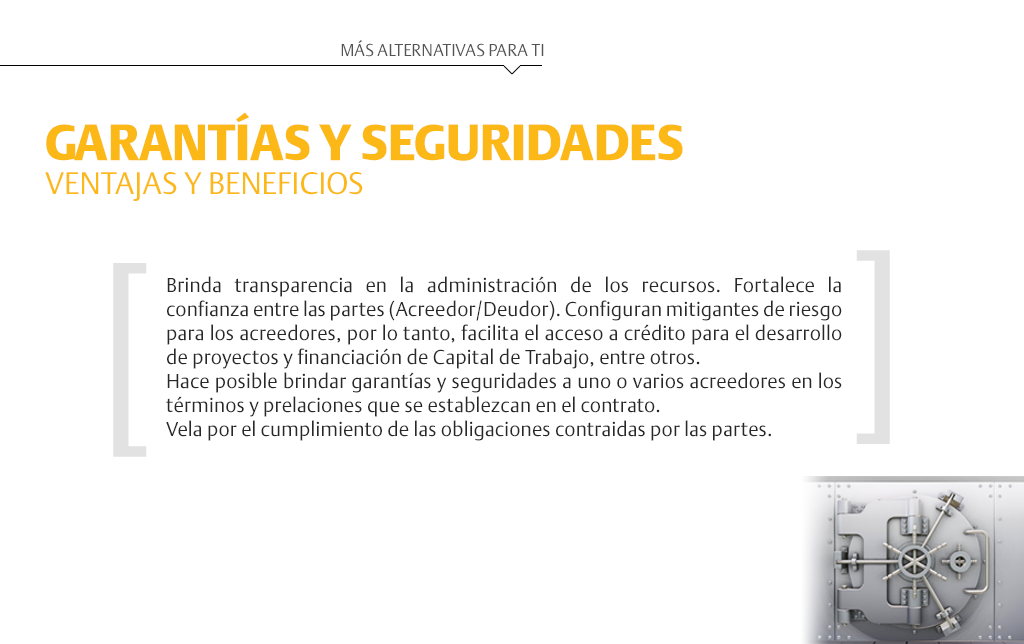 MÁS ALTERNATIVAS PARA TI
GARANTÍAS Y SEGURIDADES
VENTAJAS Y BENEFICIOS
Brinda transparencia en la administración de los recursos. Fortalece la
confianza entre las partes (Acreedor/Deudor). Configuran mitigantes de riesgo
para los acreedores, por lo tanto, facilita el acceso a crédito para el desarrollo
de proyectos y financiación de Capital de Trabajo, entre otros.
Hace posible brindar garantías y seguridades a uno o varios acreedores en los
términos y prelaciones que se establezcan en el contrato.
Vela por el cumplimiento de las obligaciones contraidas por las partes.